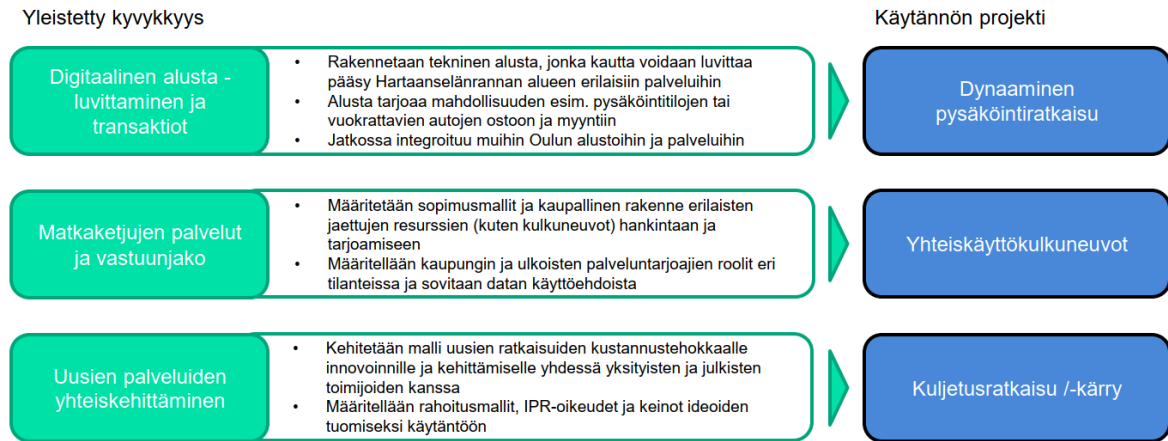 Yleistetty kyvykkyys
Käytännön projekti
Digitaalinen alusta -
luvittaminen ja
transaktiot
• Rakennetaan tekninen alusta, jonka kautta voidaan luvittaa
pääsy Hartaanselänrannan alueen erilaisiin palveluihin
• Alusta tarjoaa mahdollisuuden esim. pysäköintitilojen tai
vuokrattavien autojen ostoon ja myyntiin
• Jatkossa integroituu muihin Oulun alustoihin ja palveluihin
Dynaaminen
pysäköintiratkaisu
Matkaketjujen palvelut
ja vastuunjako
• Määritetään sopimusmallit ja kaupallinen rakenne erilaisten
jaettujen resurssien (kuten kulkuneuvot) hankintaan ja
tarjoamiseen
• Määritellään kaupungin ja ulkoisten palveluntarjoajien roolit eri
tilanteissa ja sovitaan datan käyttöehdoista
Yhteiskäyttökulkuneuvot
Uusien palveluiden
yhteiskehittäminen
• Kehitetään malli uusien ratkaisuiden kustannustehokkaalle
innovoinnille ja kehittämiselle yhdessä yksityisten ja julkisten
toimijoiden kanssa
• Määritellään rahoitusmallit, IPR-oikeudet ja keinot ideoiden
tuomiseksi käytäntöön
Kuljetusratkaisu /-kärry